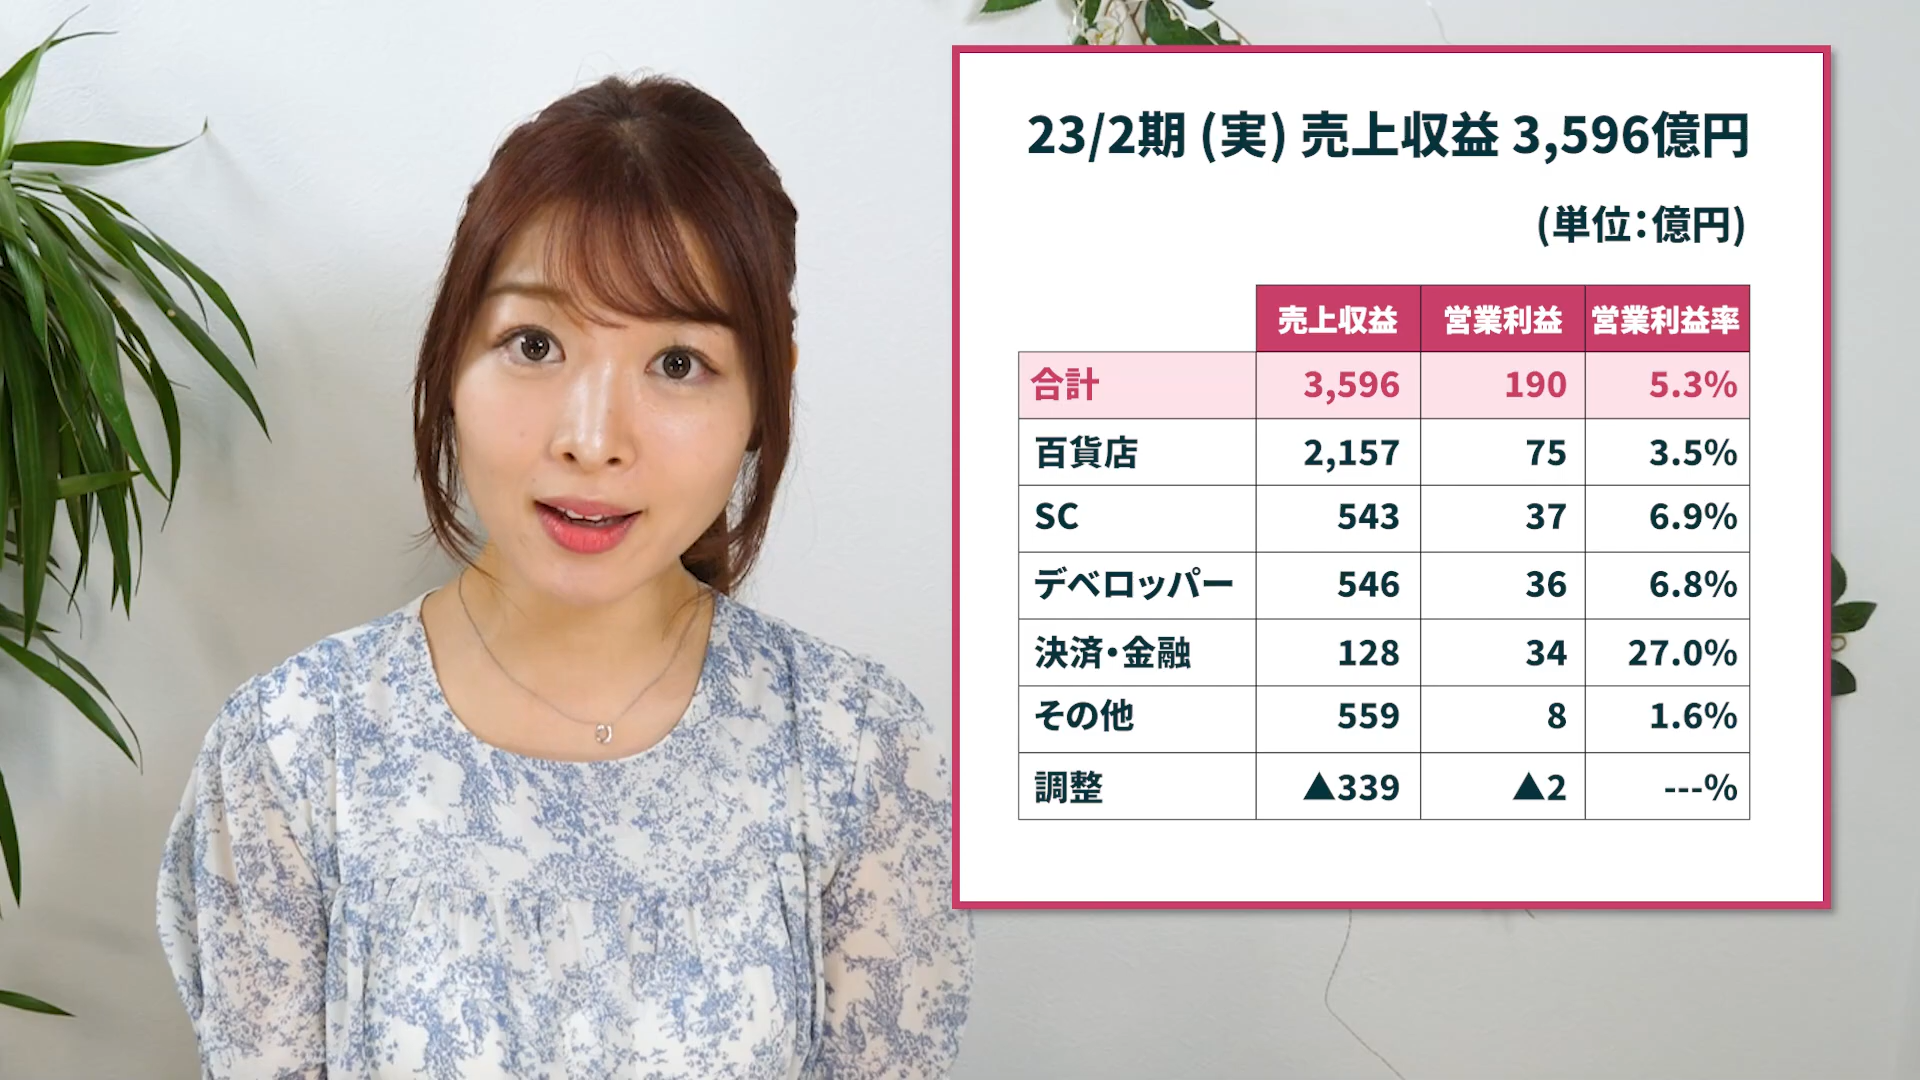 23/2期 (実) 売上収益 3,596億円
(単位：億円)
売上収益 営業利益 営業利益率
合計 3,596 190 5.3%
百貨店 2,157 75 3.5%
SC 543 37 6.9%
デベロッパー 546 36 6.8%
決済・金融 128 34 27.0%
その他 559 8 1.6%
調整 ▲339 ▲2 ---%